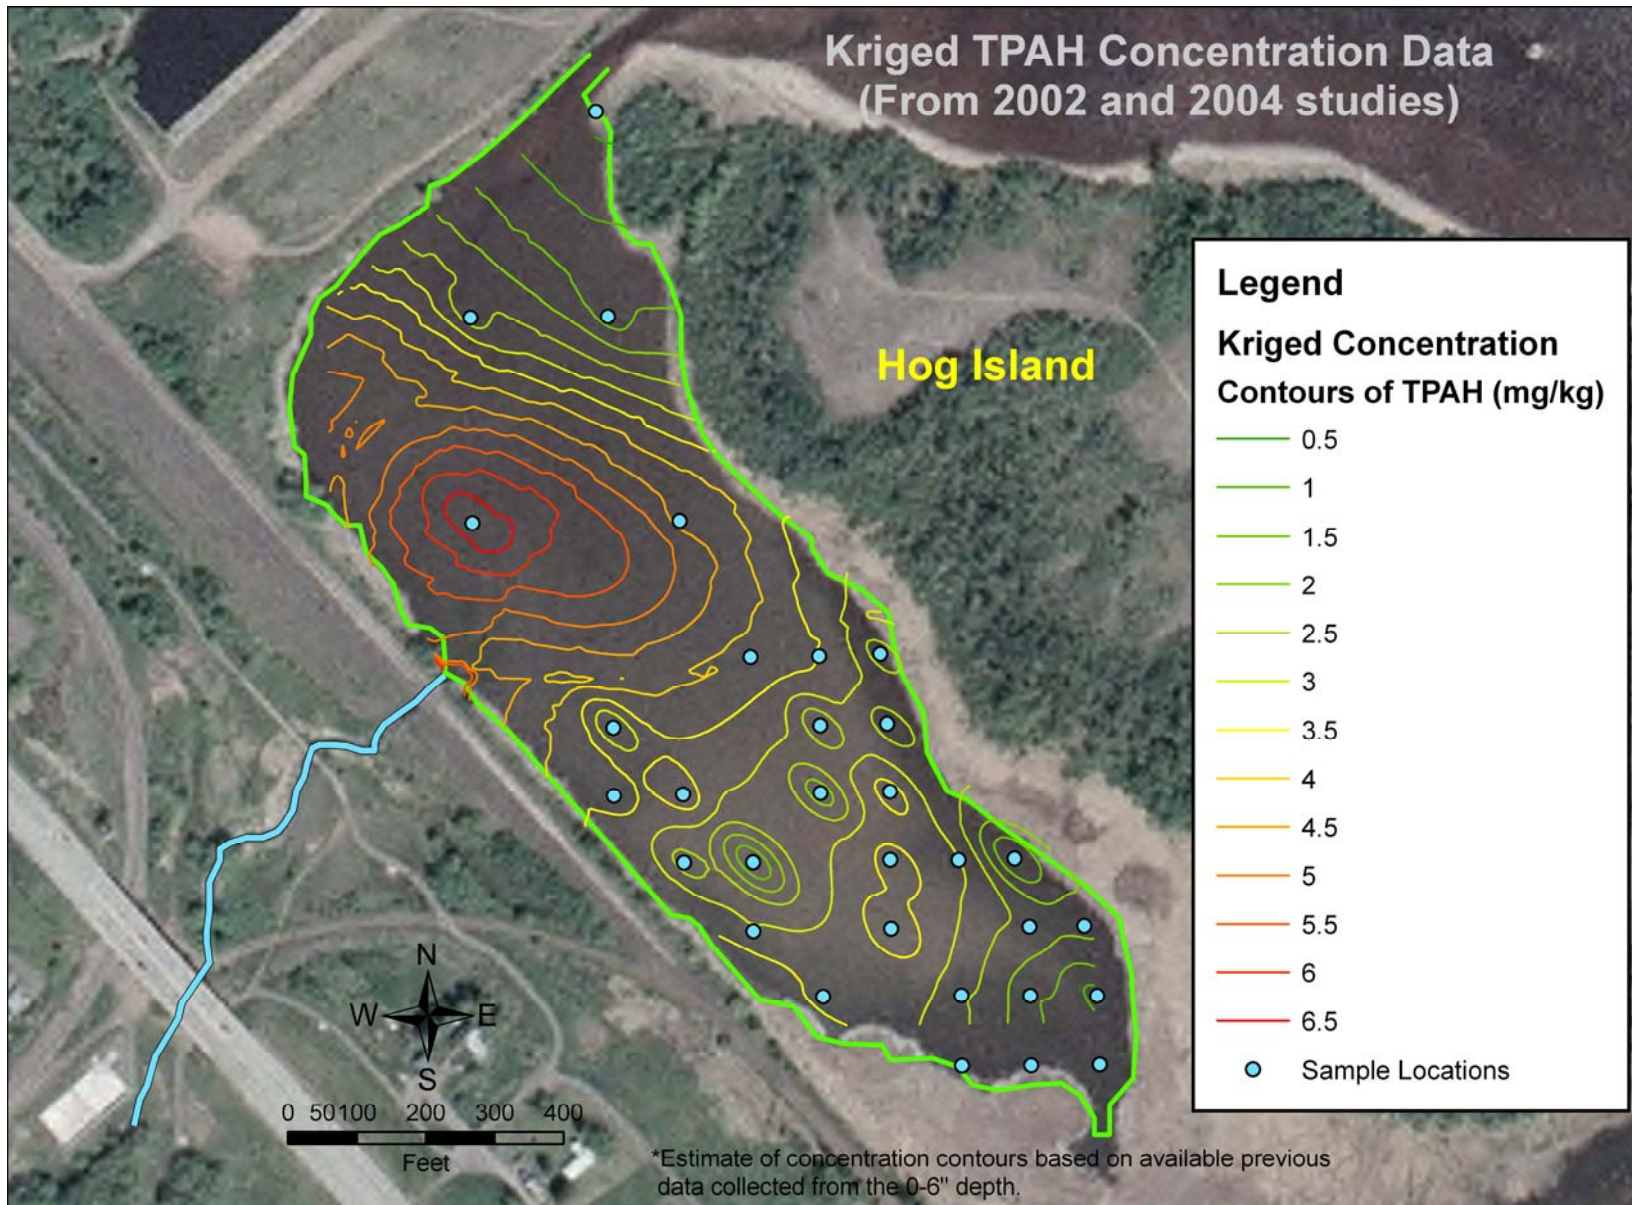 Kriged TPAH Concentration Data
(From 2002 and 2004 studies)
Hog Island
Legend
Kriged Concentration
Contours of TPAH (mg/kg)
0.5
1
1.5
2
2.5
3
3.5
4
4.5
5
5.5
6
6.5
Sample Locations
N
W E
S
0 50 100 200 300 400
Feet
*Estimate of concentration contours based on available previous
data collected from the 0-6" depth.